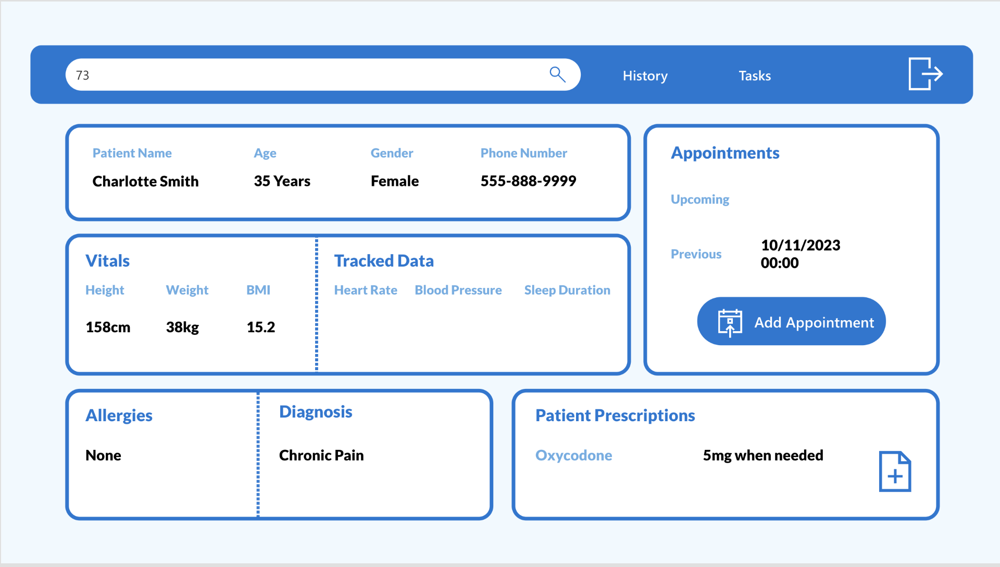 73
History
Tasks
Patient Name
Age
Gender
Phone Number
Charlotte Smith
35 Years
Female
555-888-9999
Appointments
Upcoming
Previous
10/11/2023
00:00
Add Appointment
Vitals
Height
Weight
BMI
158cm
38kg
15.2
Tracked Data
Heart Rate
Blood Pressure
Sleep Duration
Allergies
None
Diagnosis
Chronic Pain
Patient Prescriptions
Oxycodone
5mg when needed